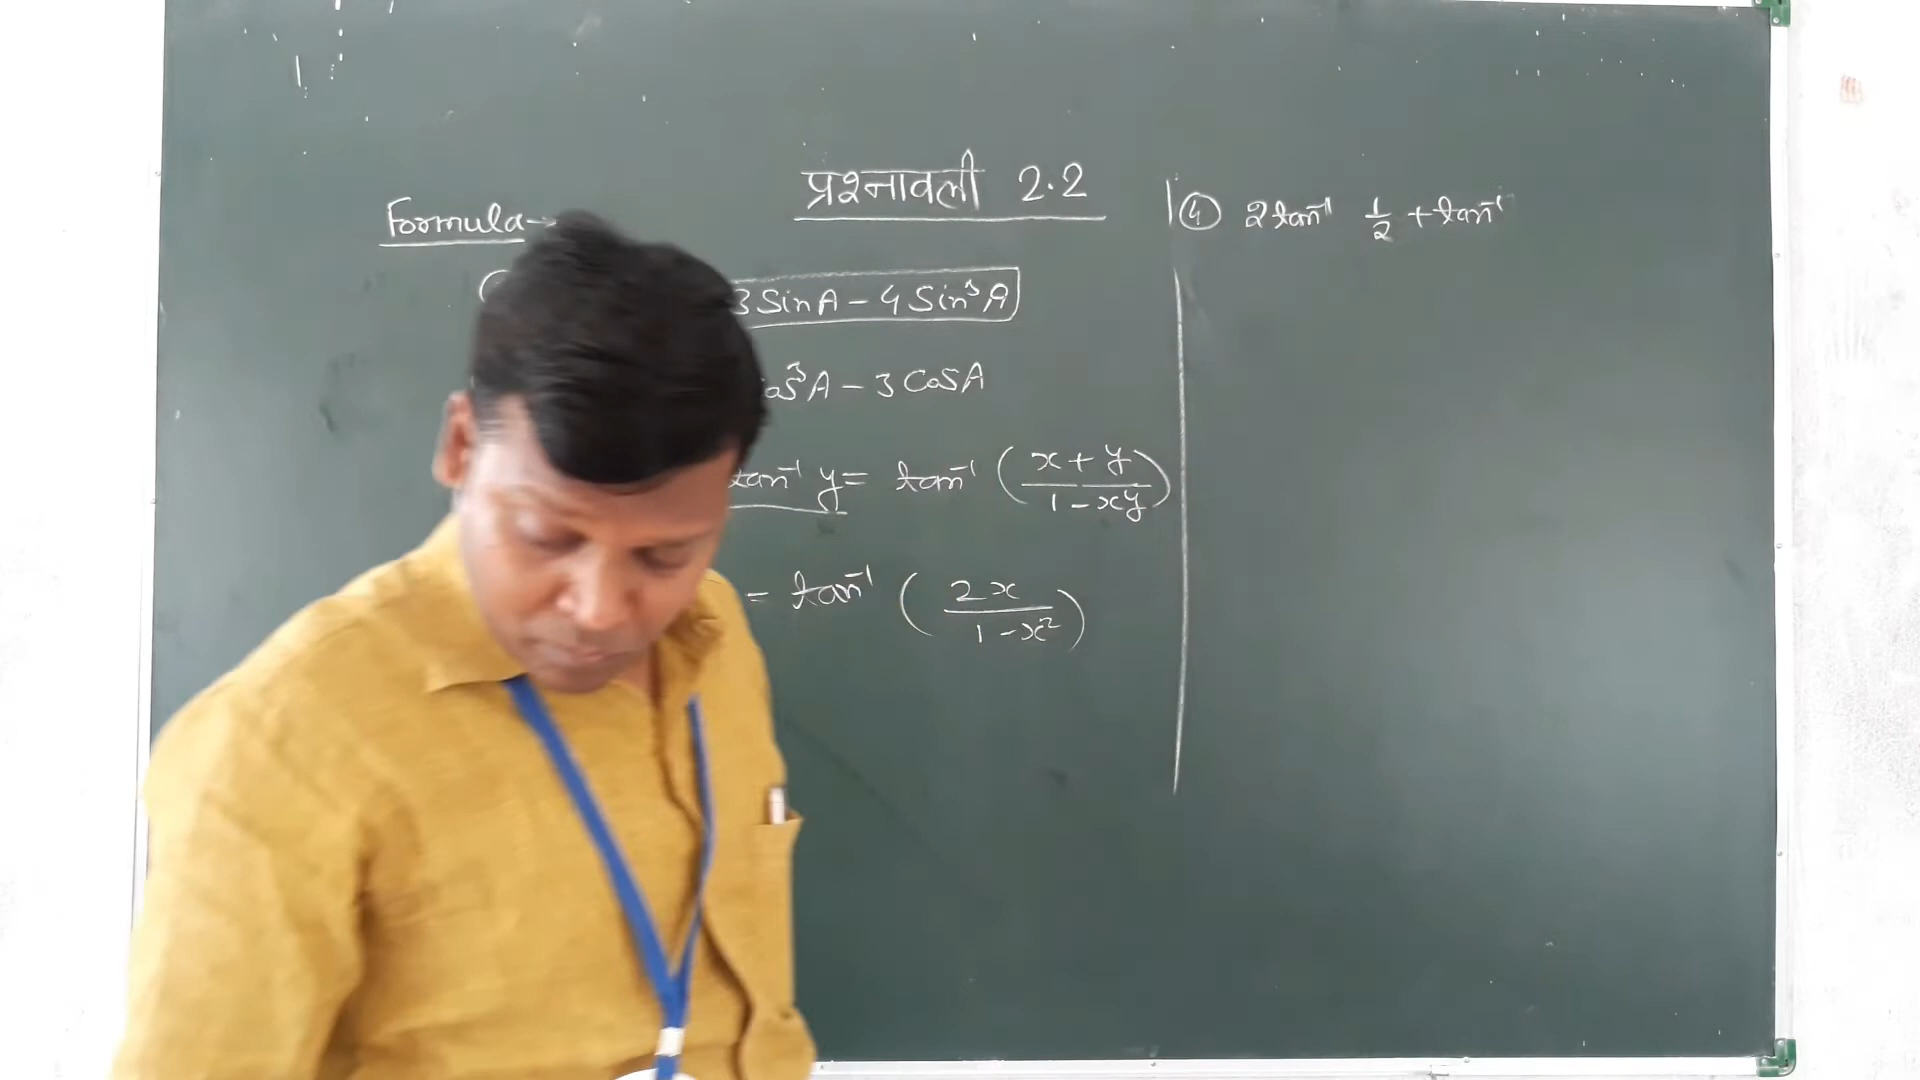 प्रश्नावली 2.2
Formula→
3 Sin A - 4 Sin³ A
os³ A - 3 Cos A
tan⁻¹ y = tan⁻¹ ( x + y / 1 - xy )
= tan⁻¹ ( 2x / 1 - x² )
④ 2 tan⁻¹ 1/2 + tan⁻¹